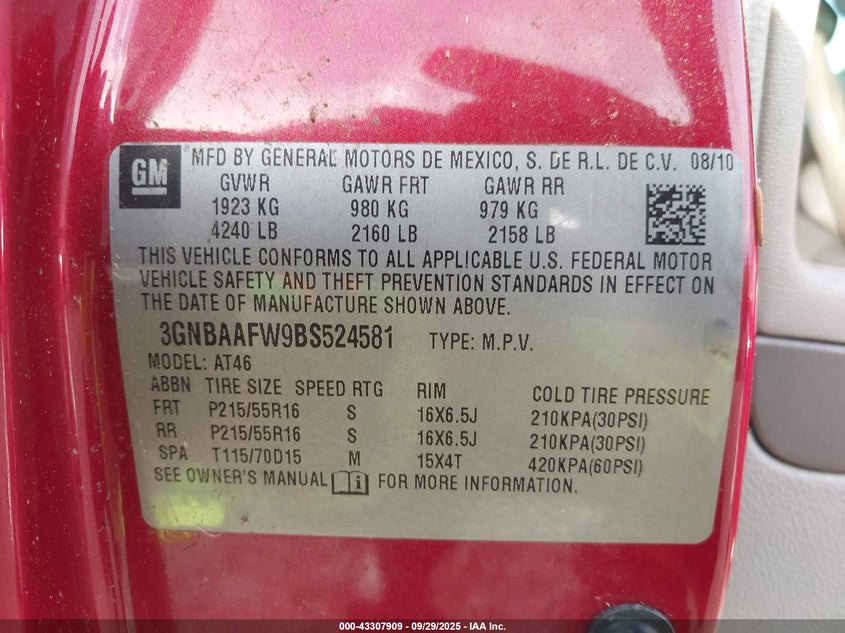 GM
MFD BY GENERAL MOTORS DE MEXICO, S. DE R.L. DE C.V. 08/10
GVWR GAWR FRT GAWR RR
1923 KG 980 KG 979 KG
4240 LB 2160 LB 2158 LB
THIS VEHICLE CONFORMS TO ALL APPLICABLE U.S. FEDERAL MOTOR
VEHICLE SAFETY AND THEFT PREVENTION STANDARDS IN EFFECT ON
THE DATE OF MANUFACTURE SHOWN ABOVE.
3GNBAAFW9BS524581 TYPE: M.P.V.
MODEL: AT46
ABBN TIRE SIZE SPEED RTG RIM COLD TIRE PRESSURE
FRT P215/55R16 S 16X6.5J 210KPA(30PSI)
RR P215/55R16 S 16X6.5J 210KPA(30PSI)
SPA T115/70D15 M 15X4T 420KPA(60PSI)
SEE OWNER'S MANUAL i FOR MORE INFORMATION.
000-43307909 - 09/29/2025 - IAA Inc.